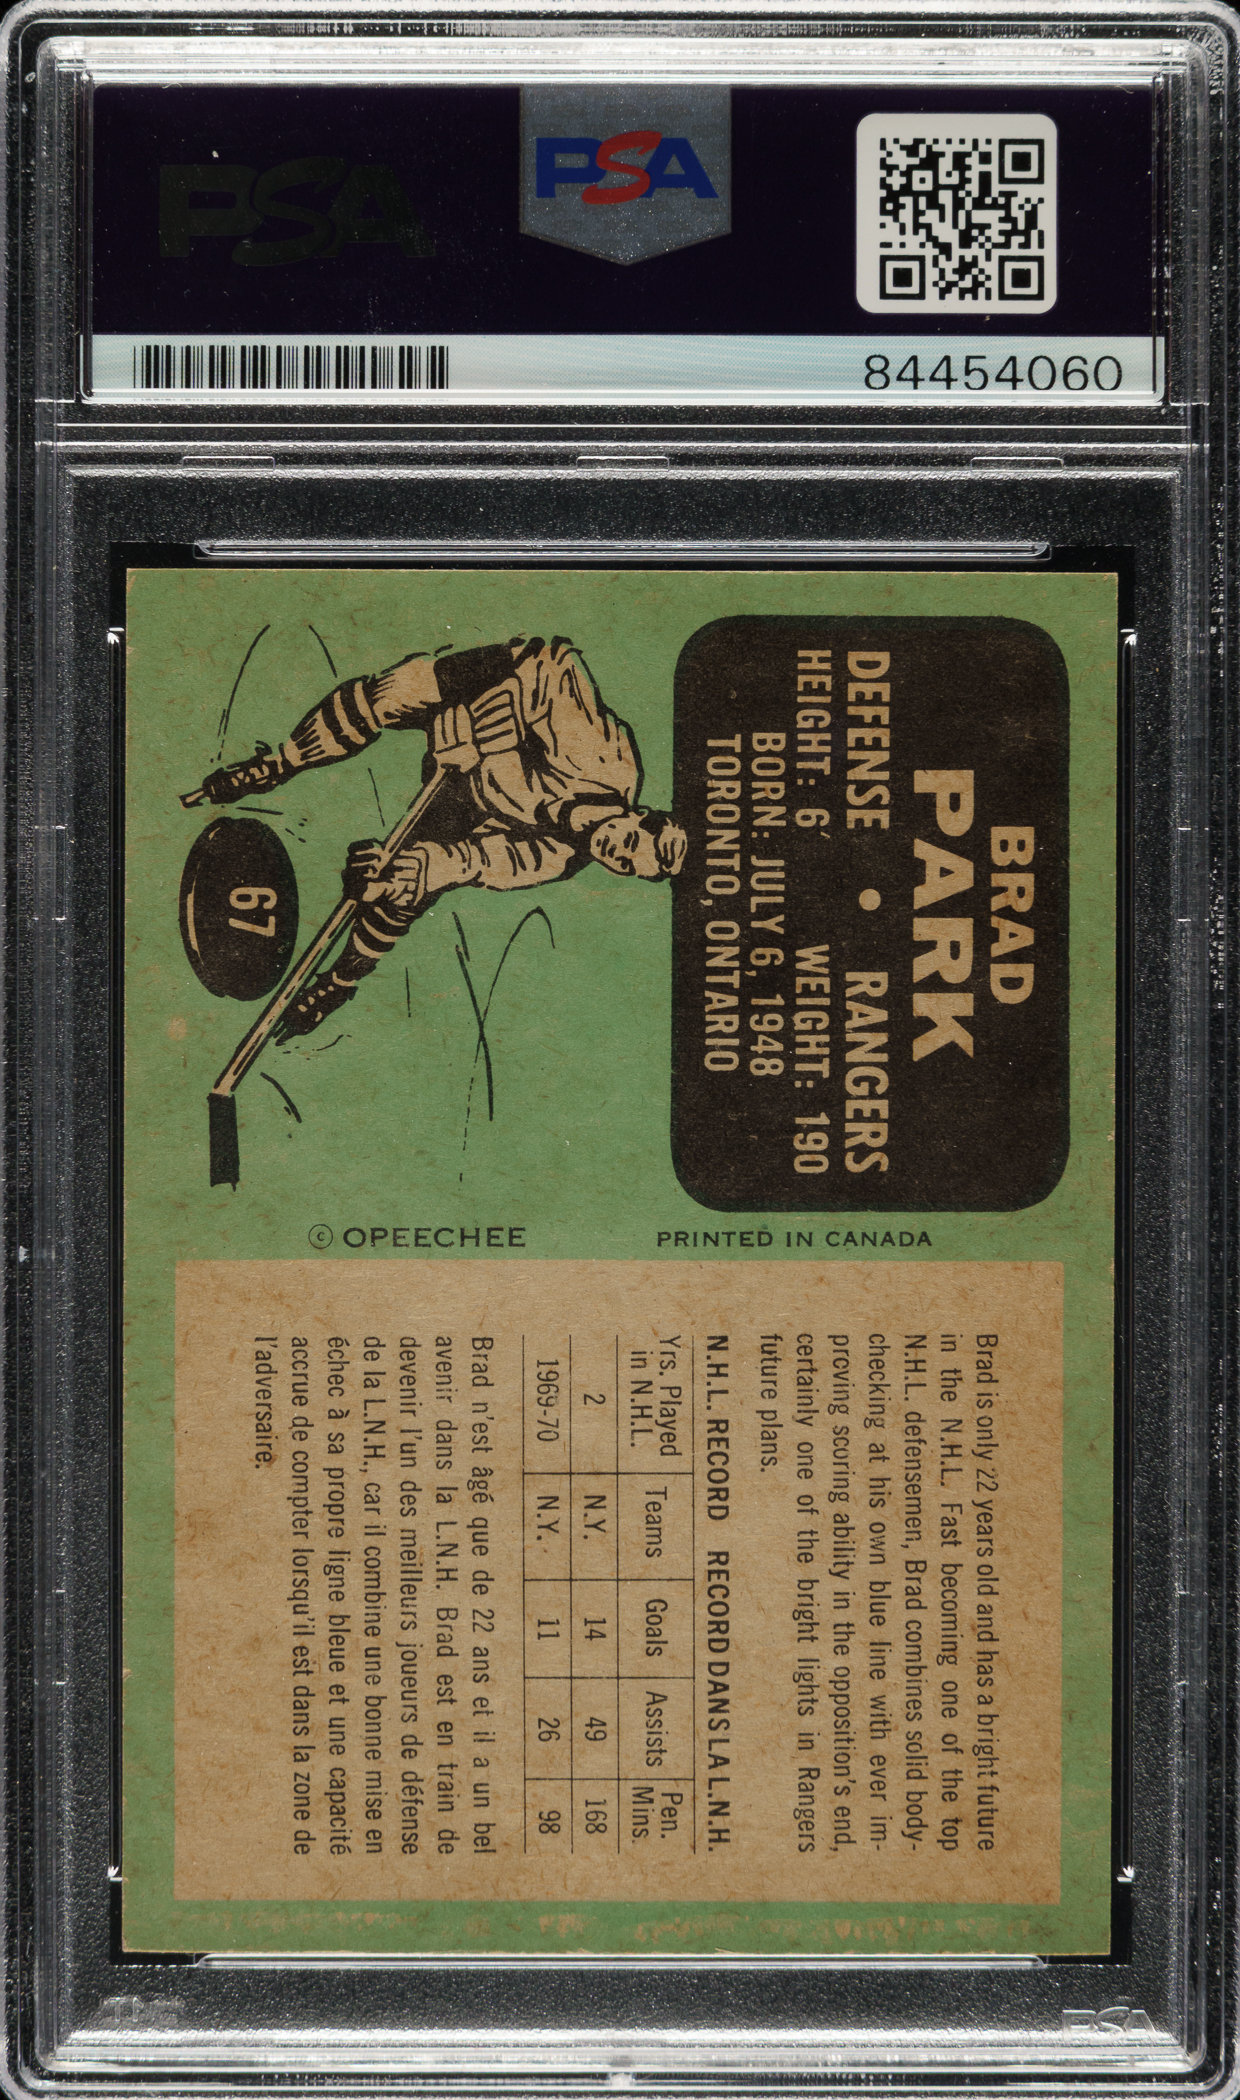 PSA
PSA
84454060
BRAD
PARK
DEFENSE • RANGERS
HEIGHT: 6' WEIGHT: 190
BORN: JULY 6, 1948
TORONTO, ONTARIO
67
PRINTED IN CANADA
© OPEECHEE
Brad is only 22 years old and has a bright future
in the N.H.L. Fast becoming one of the top
N.H.L. defensemen, Brad combines solid body-
checking at his own blue line with ever im-
proving scoring ability in the opposition's end,
certainly one of the bright lights in Rangers
future plans.
N.H.L. RECORD RECORD DANS LA L.N.H.
Yrs. Played in N.H.L. Teams Goals Assists Pen. Mins.
2 N.Y. 14 49 168
1969-70 N.Y. 11 26 98
Brad n'est âgé que de 22 ans et il a un bel
avenir dans la L.N.H. Brad est en train de
devenir l'un des meilleurs joueurs de défense
de la L.N.H., car il combine une bonne mise en
échec à sa propre ligne bleue et une capacité
accrue de compter lorsqu'il est dans la zone de
l'adversaire.
PSA